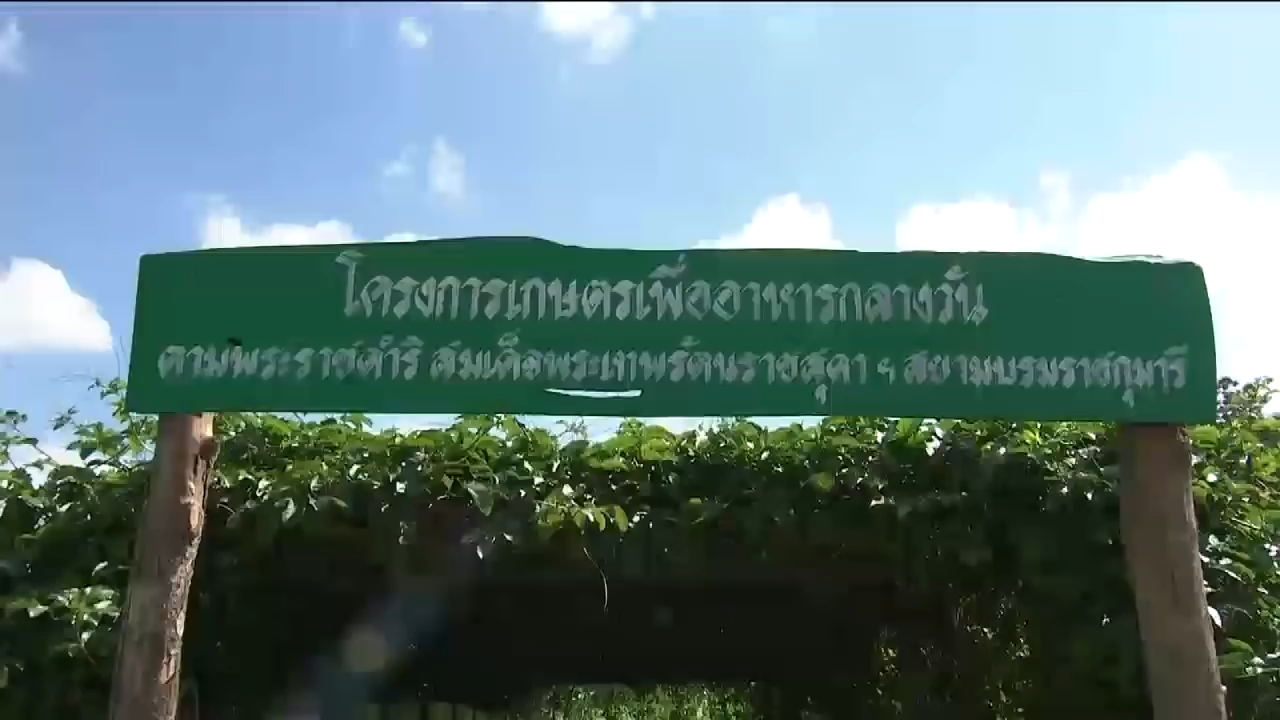 โครงการเกษตรเพื่ออาหารกลางวัน
ตามพระราชดำริ สมเด็จพระเทพรัตนราชสุดา ฯ สยามบรมราชกุมารี